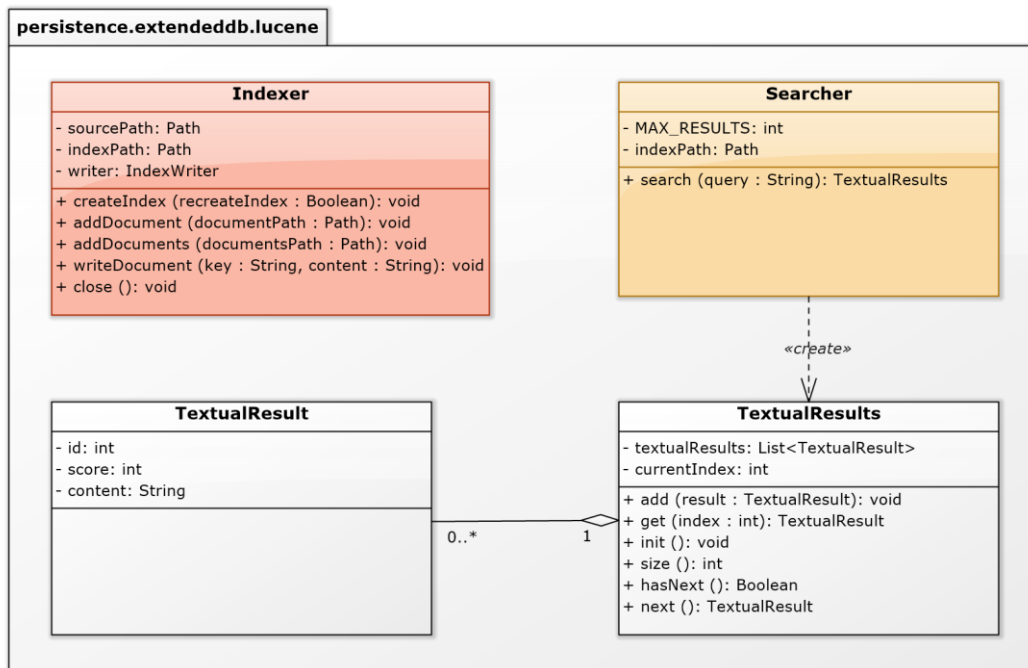 persistence.extendeddb.lucene
Indexer
- sourcePath: Path
- indexPath: Path
- writer: IndexWriter
+ createIndex (recreateIndex : Boolean): void
+ addDocument (documentPath : Path): void
+ addDocuments (documentsPath : Path): void
+ writeDocument (key : String, content : String): void
+ close (): void
Searcher
- MAX_RESULTS: int
- indexPath: Path
+ search (query : String): TextualResults
«create»
TextualResult
- id: int
- score: int
- content: String
0..*
1
TextualResults
- textualResults: List<TextualResult>
- currentIndex: int
+ add (result : TextualResult): void
+ get (index : int): TextualResult
+ init (): void
+ size (): int
+ hasNext (): Boolean
+ next (): TextualResult